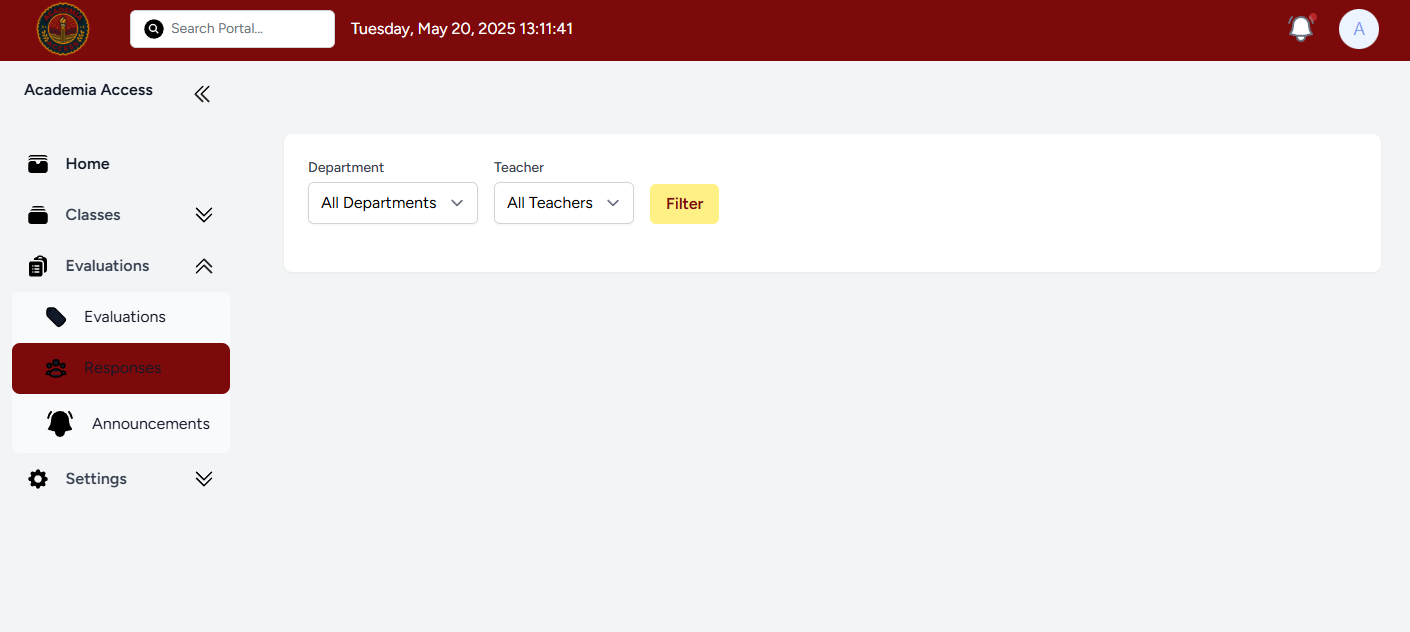 Search Portal...
Tuesday, May 20, 2025 13:11:41
A
Academia Access
Home
Classes
Evaluations
Evaluations
Responses
Announcements
Settings
Department
Teacher
All Departments
All Teachers
Filter